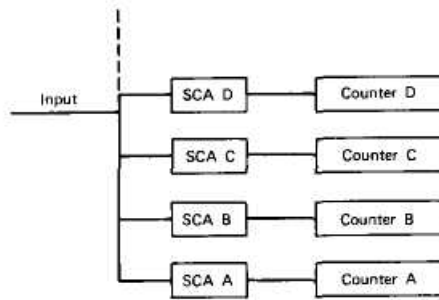 Input
SCA D
Counter D
SCA C
Counter C
SCA B
Counter B
SCA A
Counter A